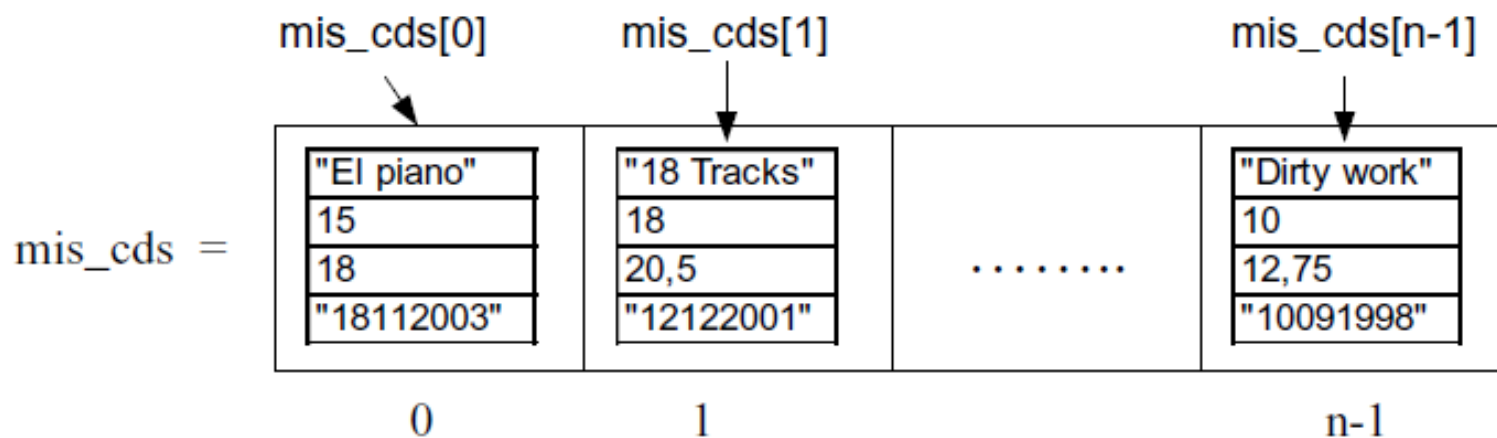 mis_cds[0] mis_cds[1] mis_cds[n-1]
"El piano" "18 Tracks" "Dirty work"
15 18 10
mis_cds = 18 20,5 ........ 12,75
"18112003" "12122001" "10091998"
0 1 n-1